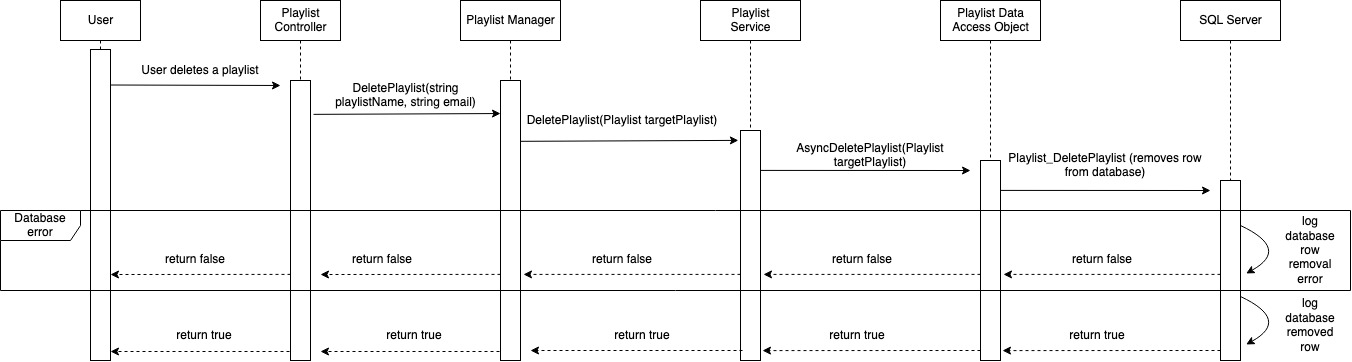 User
Playlist
Controller
Playlist Manager
Playlist
Service
Playlist Data
Access Object
SQL Server
User deletes a playlist
DeletePlaylist(string
playlistName, string email)
DeletePlaylist(Playlist targetPlaylist)
AsyncDeletePlaylist(Playlist
targetPlaylist)
Playlist_DeletePlaylist (removes row
from database)
Database
error
log
database
row
removal
error
return false
return false
return false
return false
return false
log
database
removed
row
return true
return true
return true
return true
return true